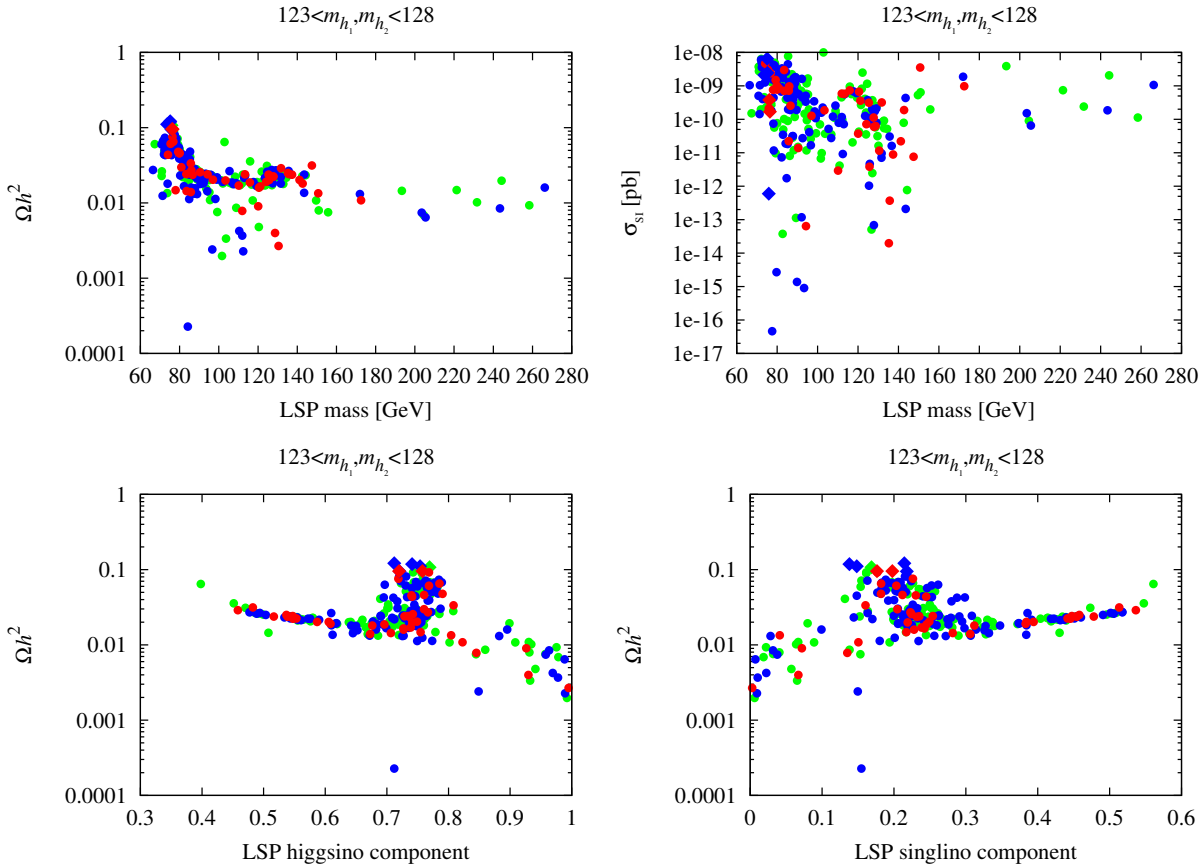 123<m_{h_1},m_{h_2}<128
Ωh²
1
0.1
0.01
0.001
0.0001
60 80 100 120 140 160 180 200 220 240 260 280
LSP mass [GeV]
123<m_{h_1},m_{h_2}<128
σ_{SI} [pb]
1e-08
1e-09
1e-10
1e-11
1e-12
1e-13
1e-14
1e-15
1e-16
1e-17
60 80 100 120 140 160 180 200 220 240 260 280
LSP mass [GeV]
123<m_{h_1},m_{h_2}<128
Ωh²
1
0.1
0.01
0.001
0.0001
0.3 0.4 0.5 0.6 0.7 0.8 0.9 1
LSP higgsino component
123<m_{h_1},m_{h_2}<128
Ωh²
1
0.1
0.01
0.001
0.0001
0 0.1 0.2 0.3 0.4 0.5 0.6
LSP singlino component